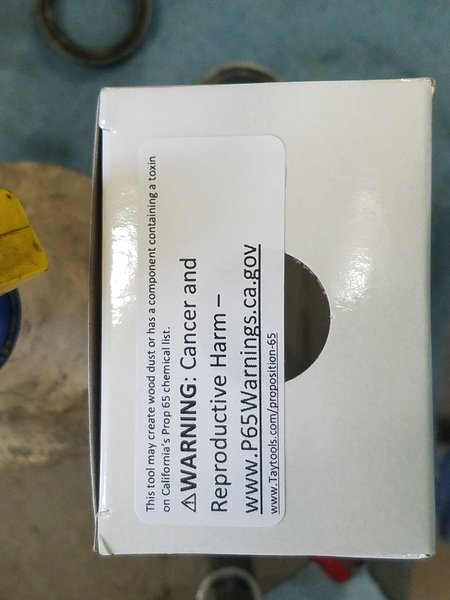 This tool may create wood dust or has a component containing a toxin
on California's Prop 65 chemical list.
⚠WARNING: Cancer and
Reproductive Harm –
www.P65Warnings.ca.gov
www.Taytools.com/proposition-65